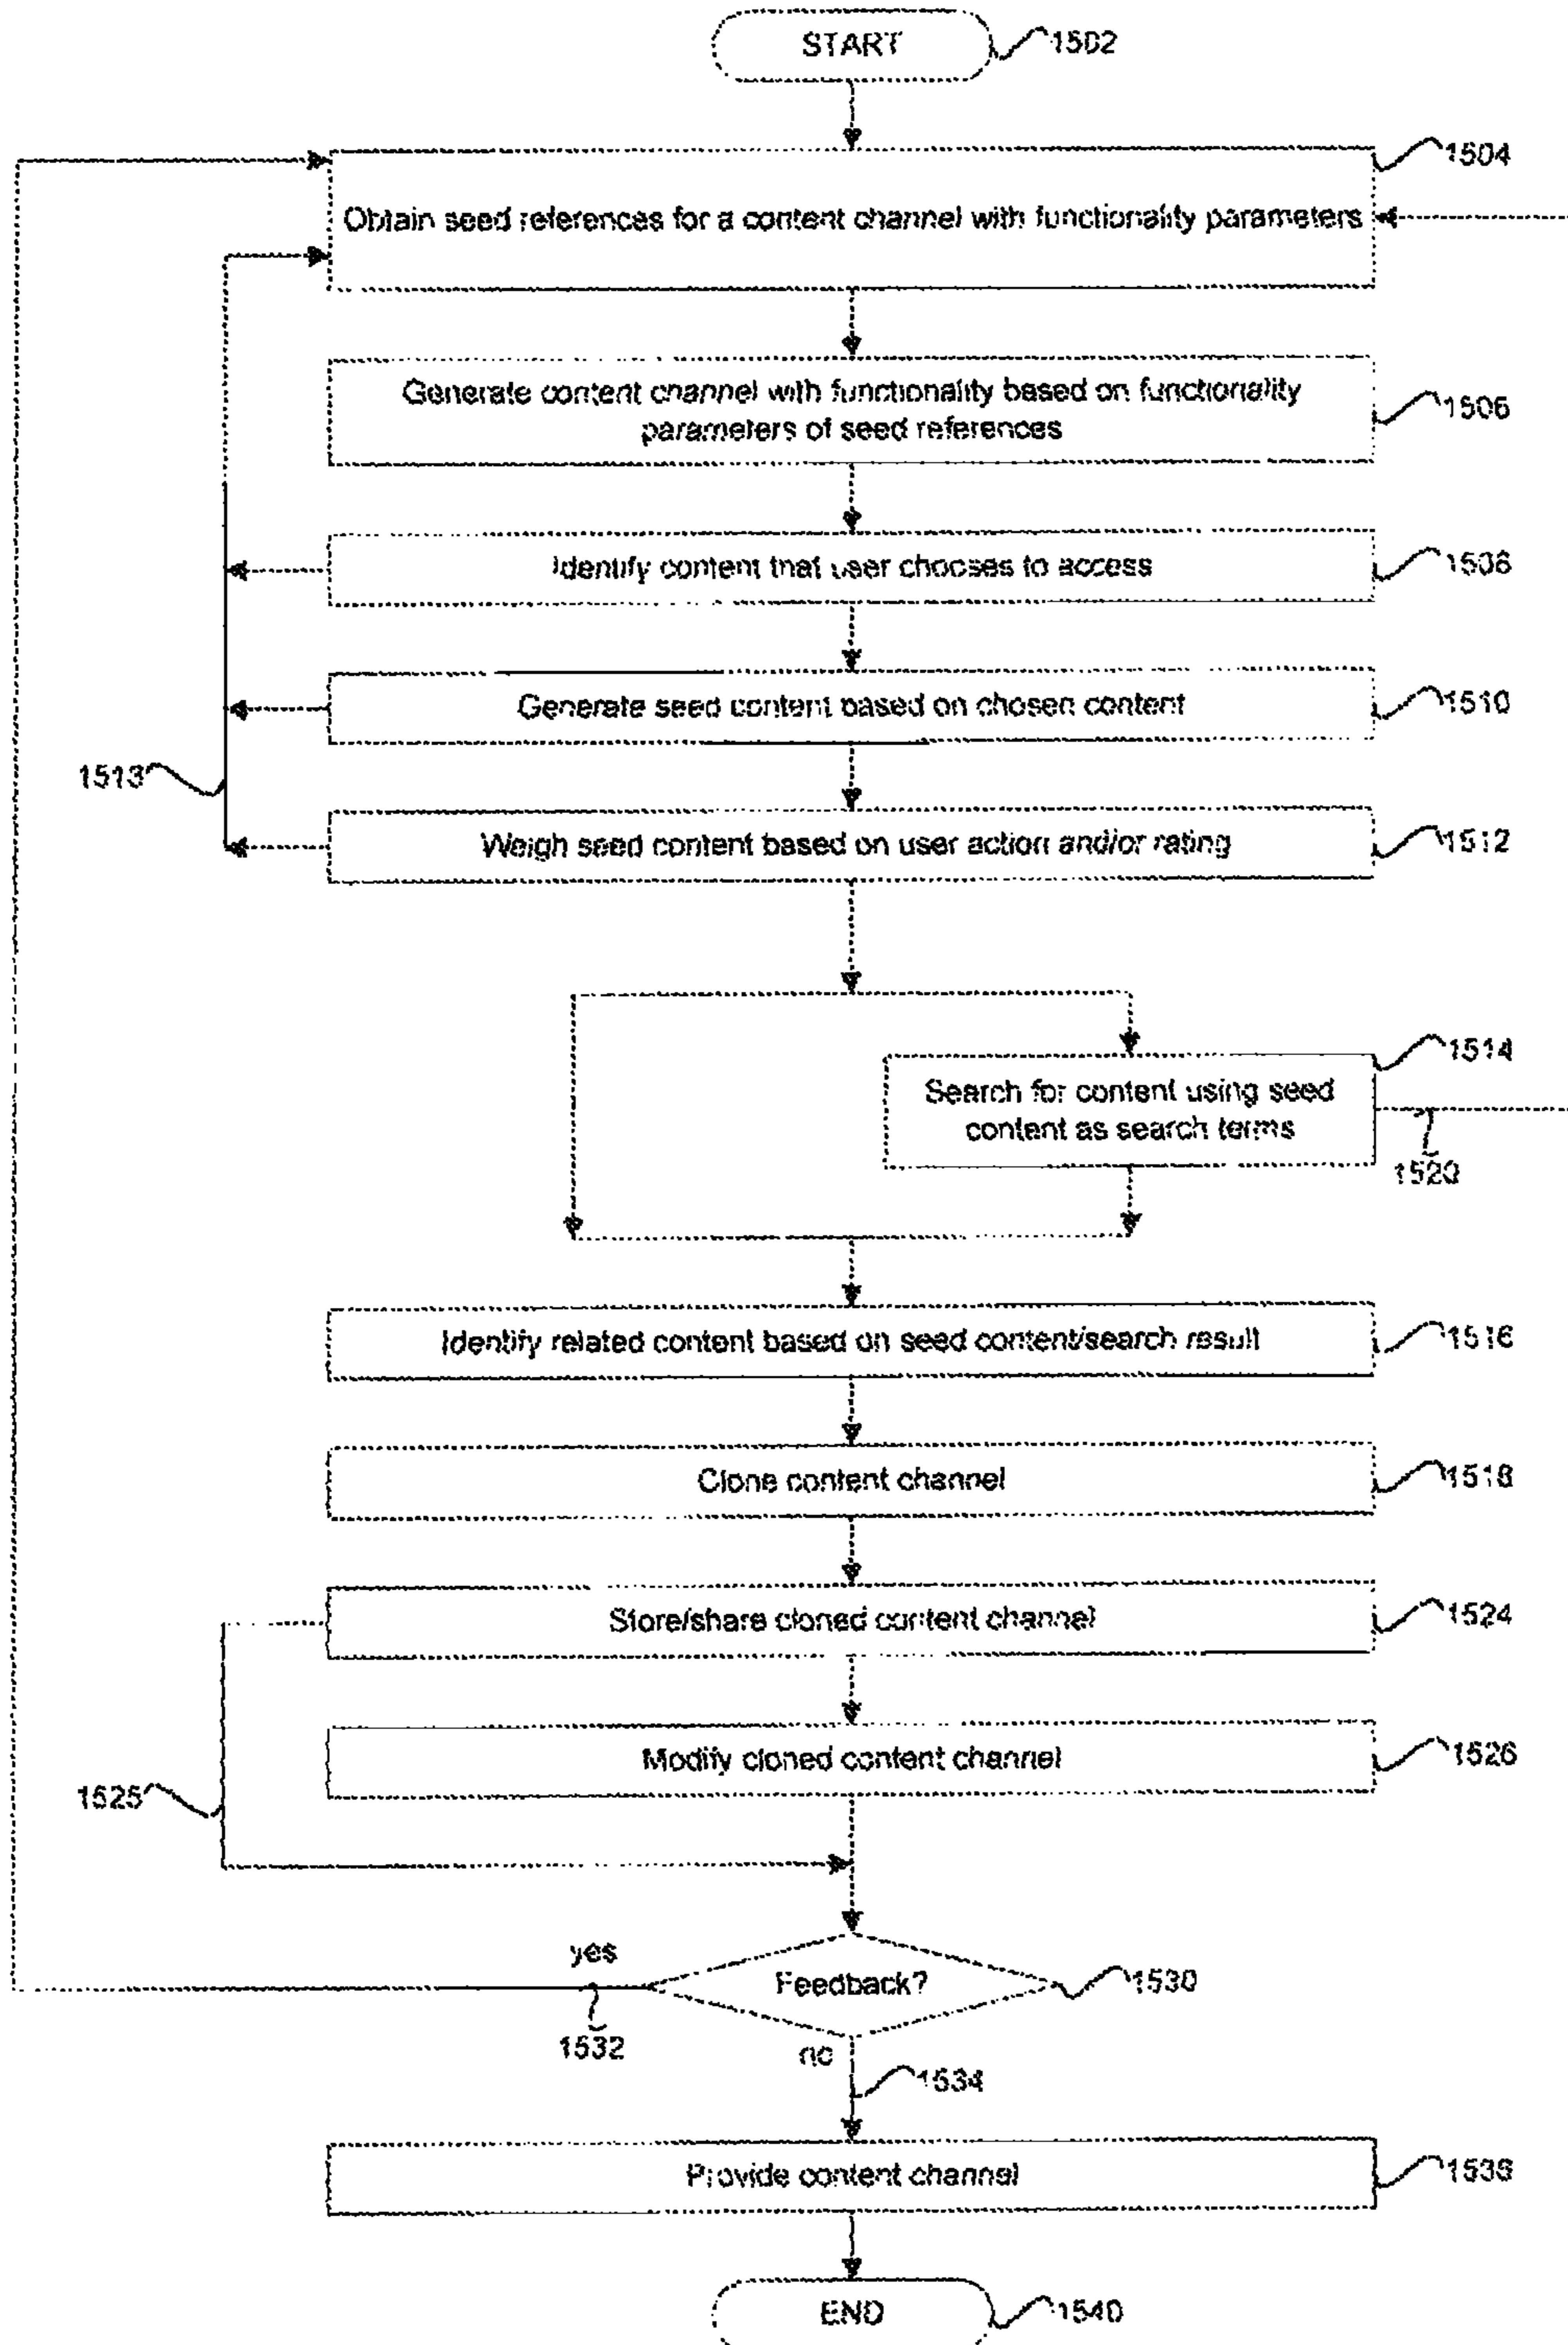 START
1502
1504
Obtain seed references for a content channel with functionality parameters
Generate content channel with functionality based on functionality
parameters of seed references
1506
Identify content that user chooses to access
1508
Generate seed content based on chosen content
1510
1513
Weigh seed content based on user action and/or rating
1512
1514
Search for content using seed
content as search terms
1520
Identify related content based on seed content/search result
1516
Clone content channel
1518
Store/share cloned content channel
1524
Modify cloned content channel
1526
1525
yes
Feedback?
1530
1532
no
1534
Provide content channel
END
1540